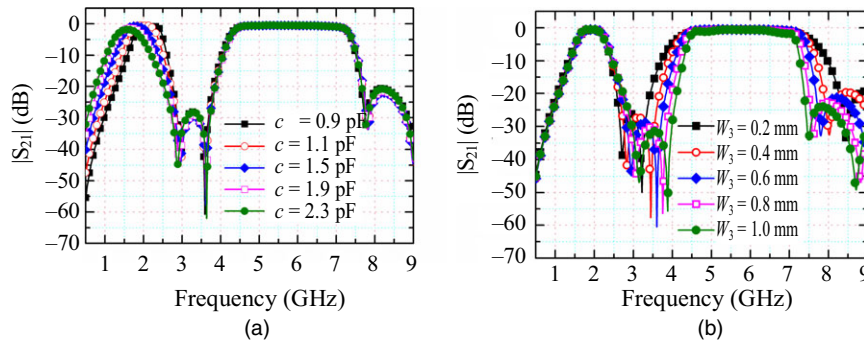 0
–10
–20
–30
–40
–50
–60
–70
|S21| (dB)
c = 0.9 pF
c = 1.1 pF
c = 1.5 pF
c = 1.9 pF
c = 2.3 pF
1 2 3 4 5 6 7 8 9
Frequency (GHz)
(a)
0
–10
–20
–30
–40
–50
–60
–70
|S21| (dB)
W3 = 0.2 mm
W3 = 0.4 mm
W3 = 0.6 mm
W3 = 0.8 mm
W3 = 1.0 mm
1 2 3 4 5 6 7 8 9
Frequency (GHz)
(b)